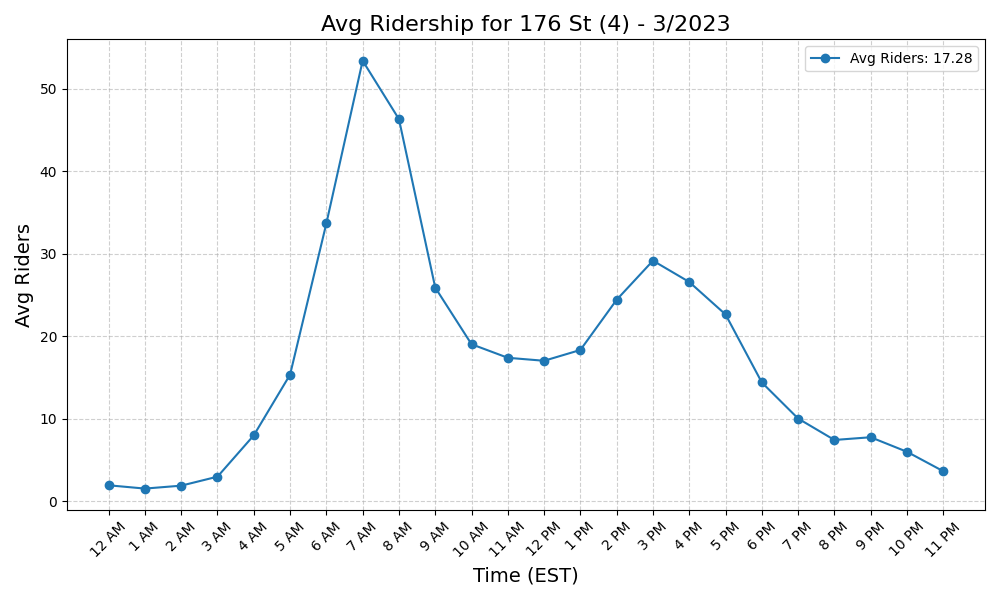 Avg Ridership for 176 St (4) - 3/2023
Avg Riders: 17.28
Avg Riders
50
40
30
20
10
0
12 AM
1 AM
2 AM
3 AM
4 AM
5 AM
6 AM
7 AM
8 AM
9 AM
10 AM
11 AM
12 PM
1 PM
2 PM
3 PM
4 PM
5 PM
6 PM
7 PM
8 PM
9 PM
10 PM
11 PM
Time (EST)